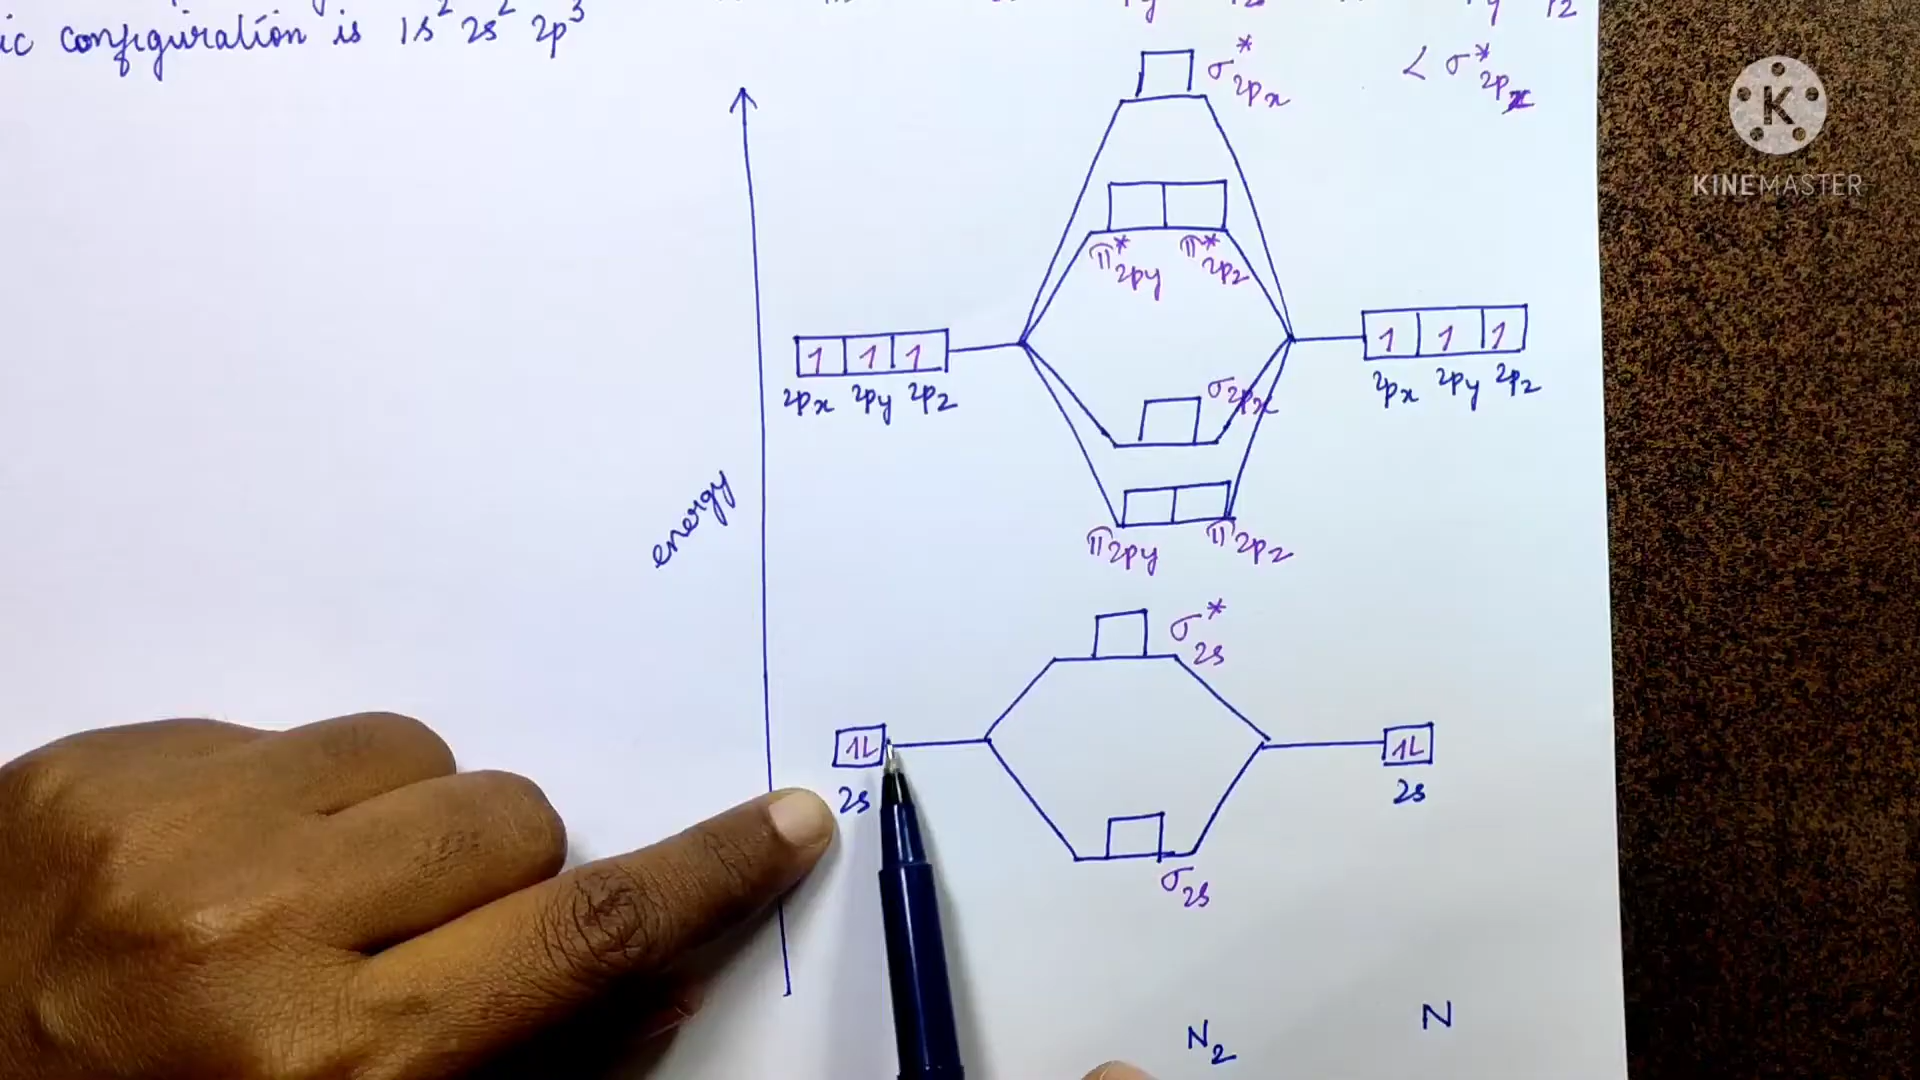 ic configuration is 1s² 2s² 2p³
σ*2px
< σ*2px
KINEMASTER
π*2py π*2pz
1 1 1
1 1 1
2px 2py 2pz
2px 2py 2pz
σ2px
energy
π2py π2pz
σ*2s
1L
1L
2s
2s
σ2s
N2
N